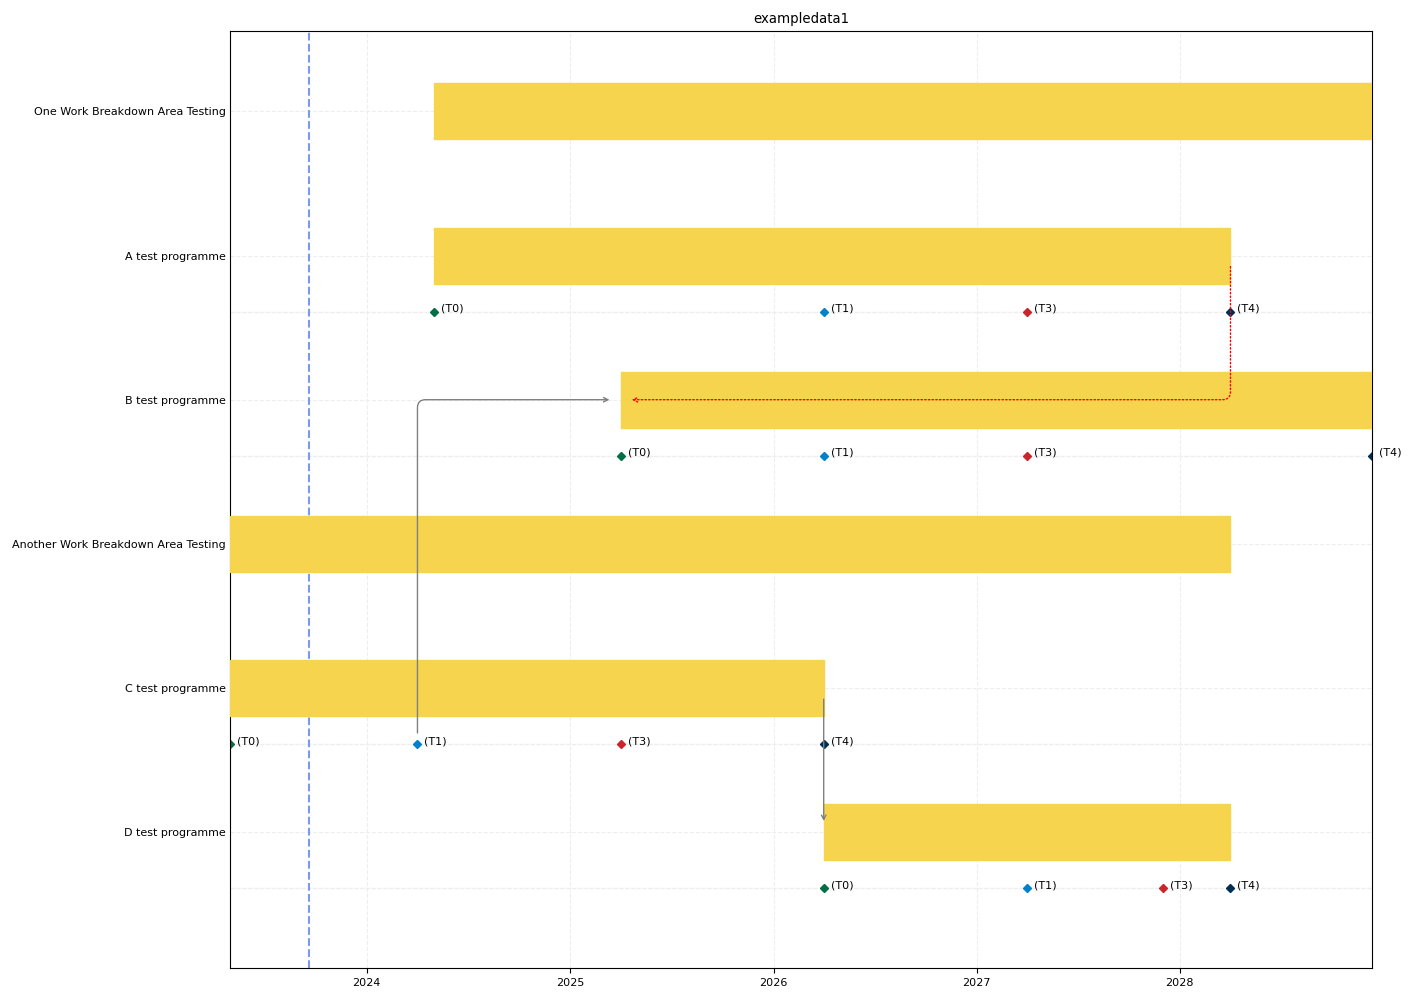 exampledata1
One Work Breakdown Area Testing
A test programme
(T0) (T1) (T3) (T4)
B test programme
(T0) (T1) (T3) (T4)
Another Work Breakdown Area Testing
C test programme
(T0) (T1) (T3) (T4)
D test programme
(T0) (T1) (T3) (T4)
2024 2025 2026 2027 2028